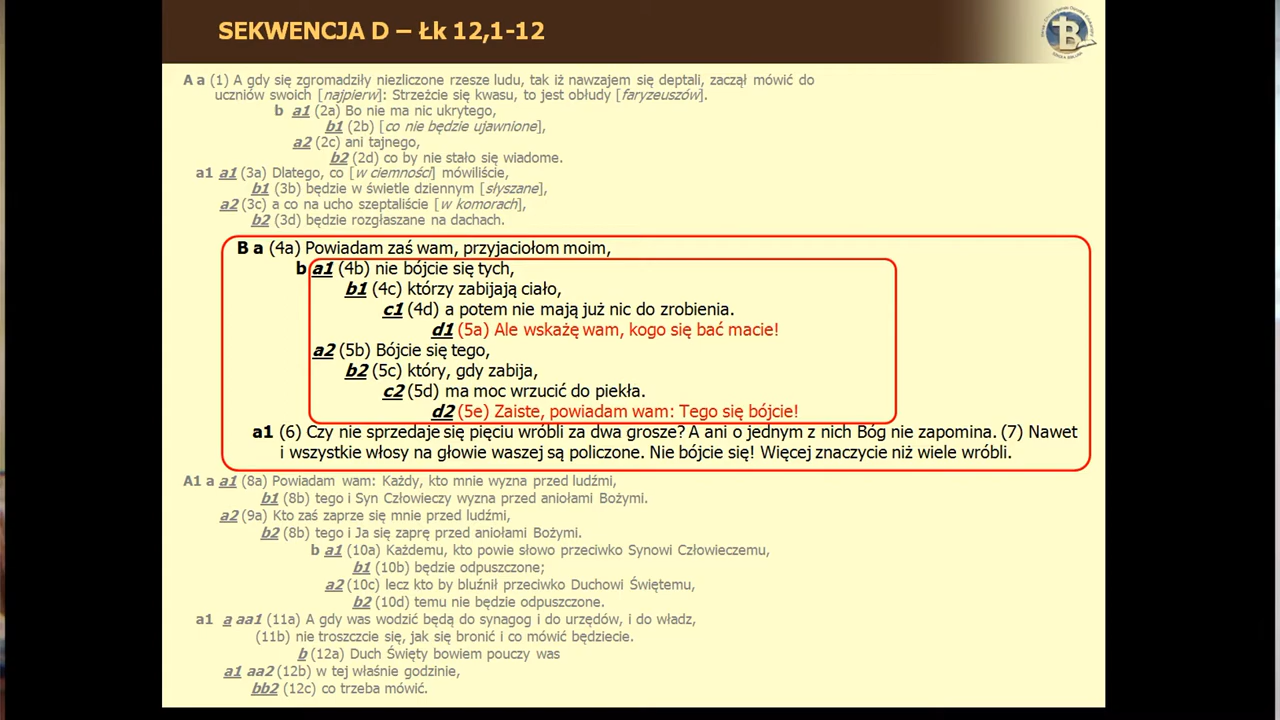 SEKWENCJA D – Łk 12,1-12
A a (1) A gdy się zgromadziły niezliczone rzesze ludu, tak iż nawzajem się deptali, zaczął mówić do
uczniów swoich [najpierw]: Strzeżcie się kwasu, to jest obłudy [faryzeuszów].
b a1 (2a) Bo nie ma nic ukrytego,
b1 (2b) [co nie będzie ujawnione],
a2 (2c) ani tajnego,
b2 (2d) co by nie stało się wiadome.
a1 a1 (3a) Dlatego, co [w ciemności] mówiliście,
b1 (3b) będzie w świetle dziennym [słyszane],
a2 (3c) a co na ucho szeptaliście [w komorach],
b2 (3d) będzie rozgłaszane na dachach.
B a (4a) Powiadam zaś wam, przyjaciołom moim,
b a1 (4b) nie bójcie się tych,
b1 (4c) którzy zabijają ciało,
c1 (4d) a potem nie mają już nic do zrobienia.
d1 (5a) Ale wskażę wam, kogo się bać macie!
a2 (5b) Bójcie się tego,
b2 (5c) który, gdy zabija,
c2 (5d) ma moc wrzucić do piekła.
d2 (5e) Zaiste, powiadam wam: Tego się bójcie!
a1 (6) Czy nie sprzedaje się pięciu wróbli za dwa grosze? A ani o jednym z nich Bóg nie zapomina. (7) Nawet
i wszystkie włosy na głowie waszej są policzone. Nie bójcie się! Więcej znaczycie niż wiele wróbli.
A1 a a1 (8a) Powiadam wam: Każdy, kto mnie wyzna przed ludźmi,
b1 (8b) tego i Syn Człowieczy wyzna przed aniołami Bożymi.
a2 (9a) Kto zaś zaprze się mnie przed ludźmi,
b2 (8b) tego i Ja się zaprę przed aniołami Bożymi.
b a1 (10a) Każdemu, kto powie słowo przeciwko Synowi Człowieczemu,
b1 (10b) będzie odpuszczone;
a2 (10c) lecz kto by bluźnił przeciwko Duchowi Świętemu,
b2 (10d) temu nie będzie odpuszczone.
a1 a aa1 (11a) A gdy was wodzić będą do synagog i do urzędów, i do władz,
(11b) nie troszczcie się, jak się bronić i co mówić będziecie.
b (12a) Duch Święty bowiem pouczy was
a1 aa2 (12b) w tej właśnie godzinie,
bb2 (12c) co trzeba mówić.